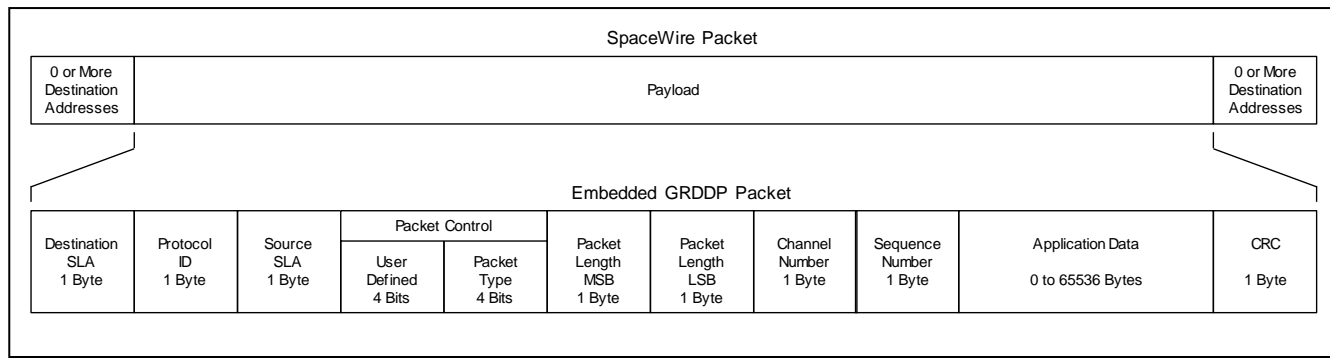 SpaceWire Packet
0 or More
Destination
Addresses
Payload
0 or More
Destination
Addresses
Embedded GRDDP Packet
Destination
SLA
1 Byte
Protocol
ID
1 Byte
Source
SLA
1 Byte
Packet Control
User
Defined
4 Bits
Packet
Type
4 Bits
Packet
Length
MSB
1 Byte
Packet
Length
LSB
1 Byte
Channel
Number
1 Byte
Sequence
Number
1 Byte
Application Data
0 to 65536 Bytes
CRC
1 Byte